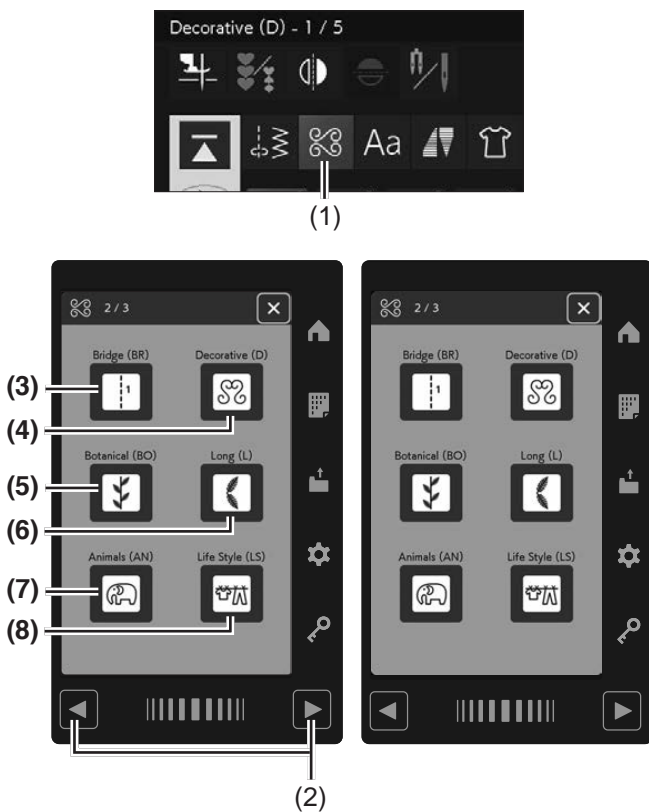 Decorative (D) - 1 / 5
Aa
(1)
2 / 3
Bridge (BR) Decorative (D)
1
(3)
(4)
Botanical (BO) Long (L)
(5)
(6)
Animals (AN) Life Style (LS)
(7)
(8)
(2)
2 / 3
Bridge (BR) Decorative (D)
1
Botanical (BO) Long (L)
Animals (AN) Life Style (LS)